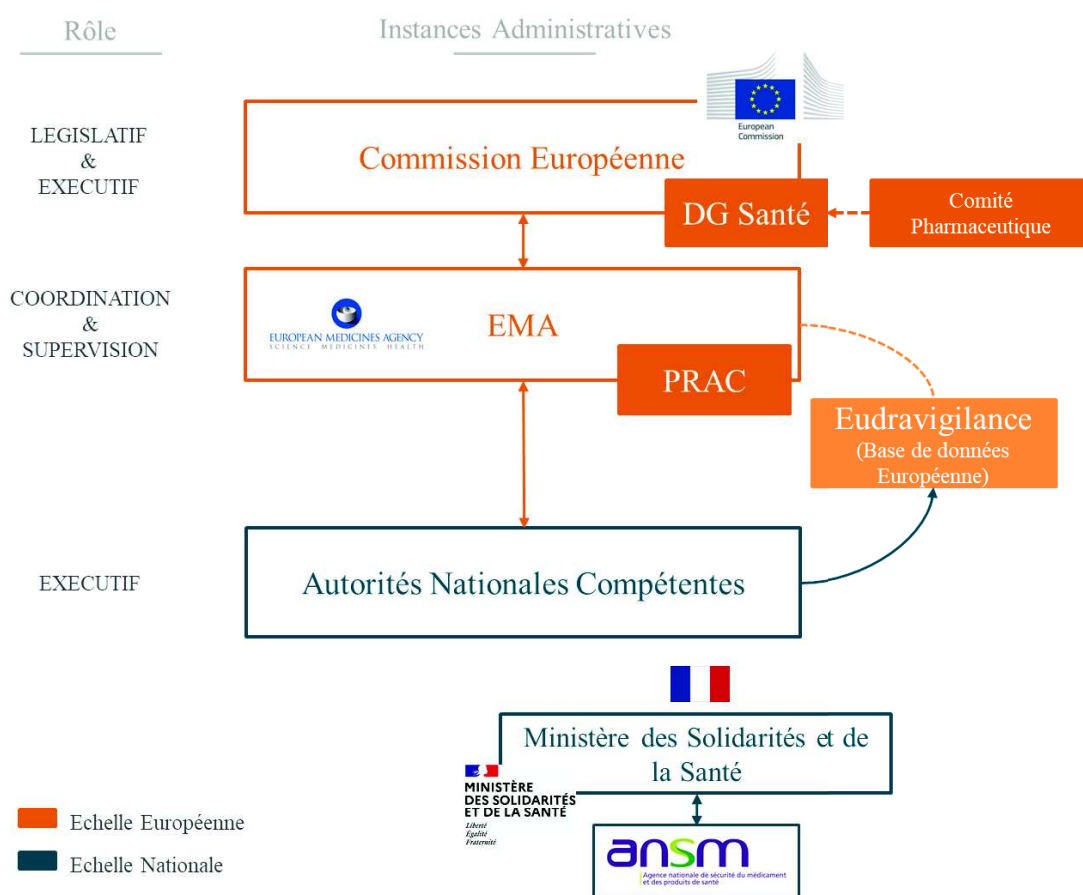 Rôle
Instances Administratives
European
Commission
LEGISLATIF
&
EXECUTIF
Commission Européenne
DG Santé
Comité
Pharmaceutique
COORDINATION
&
SUPERVISION
EUROPEAN MEDICINES AGENCY
SCIENCE MEDICINES HEALTH
EMA
PRAC
Eudravigilance
(Base de données
Européenne)
EXECUTIF
Autorités Nationales Compétentes
Ministère des Solidarités et de
la Santé
MINISTÈRE
DES SOLIDARITÉS
ET DE LA SANTÉ
Liberté
Égalité
Fraternité
ansm
Agence nationale de sécurité du médicament
et des produits de santé
Echelle Européenne
Echelle Nationale